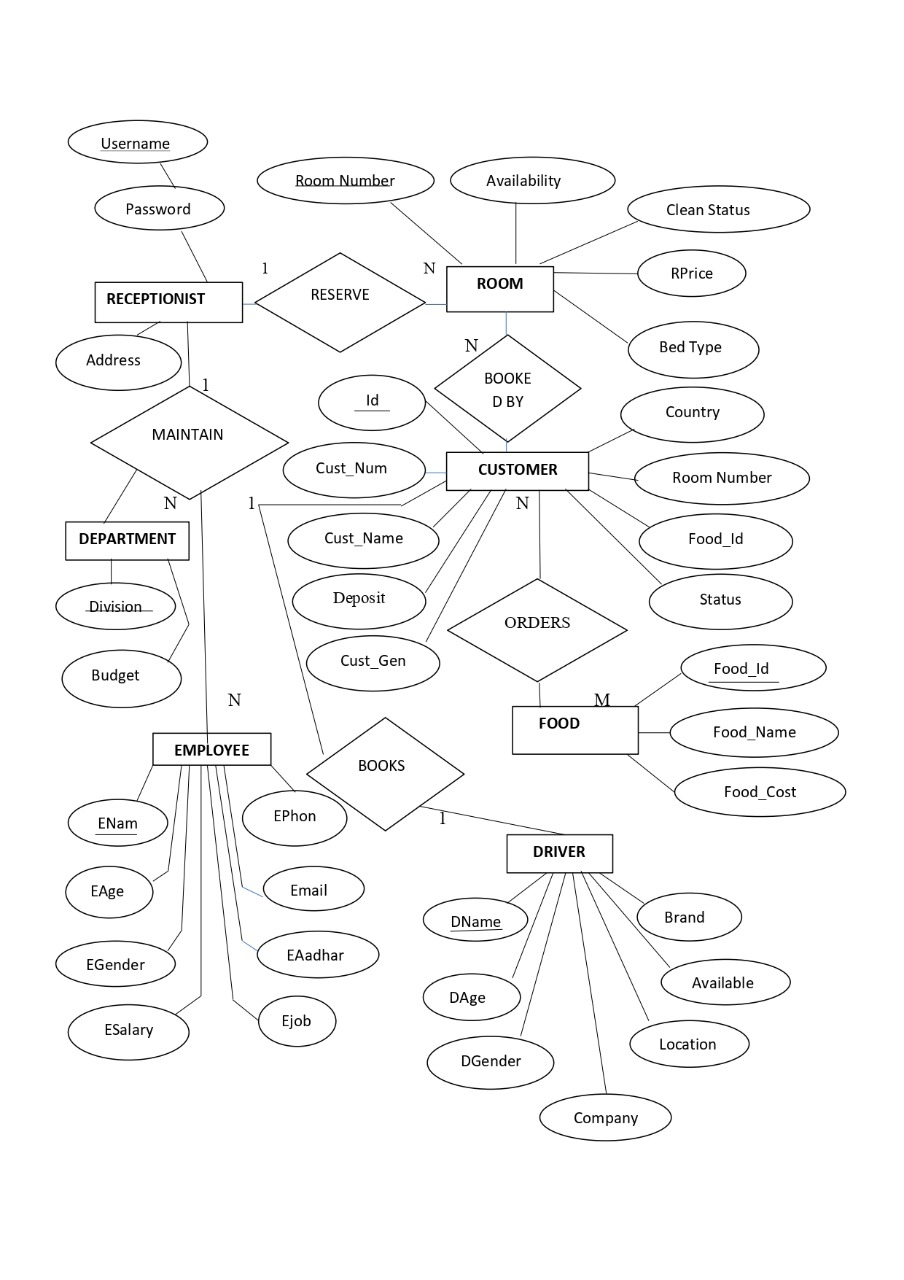 Username
Room Number
Availability
Password
Clean Status
1
N
RPrice
RECEPTIONIST
RESERVE
ROOM
Address
N
Bed Type
1
BOOKE
D BY
Id
Country
MAINTAIN
Cust_Num
CUSTOMER
Room Number
N
1
N
DEPARTMENT
Cust_Name
Food_Id
Division
Deposit
Status
ORDERS
Budget
Cust_Gen
Food_Id
N
M
FOOD
Food_Name
EMPLOYEE
BOOKS
Food_Cost
ENam
EPhon
1
DRIVER
EAge
Email
DName
Brand
EGender
EAadhar
DAge
Available
ESalary
Ejob
DGender
Location
Company